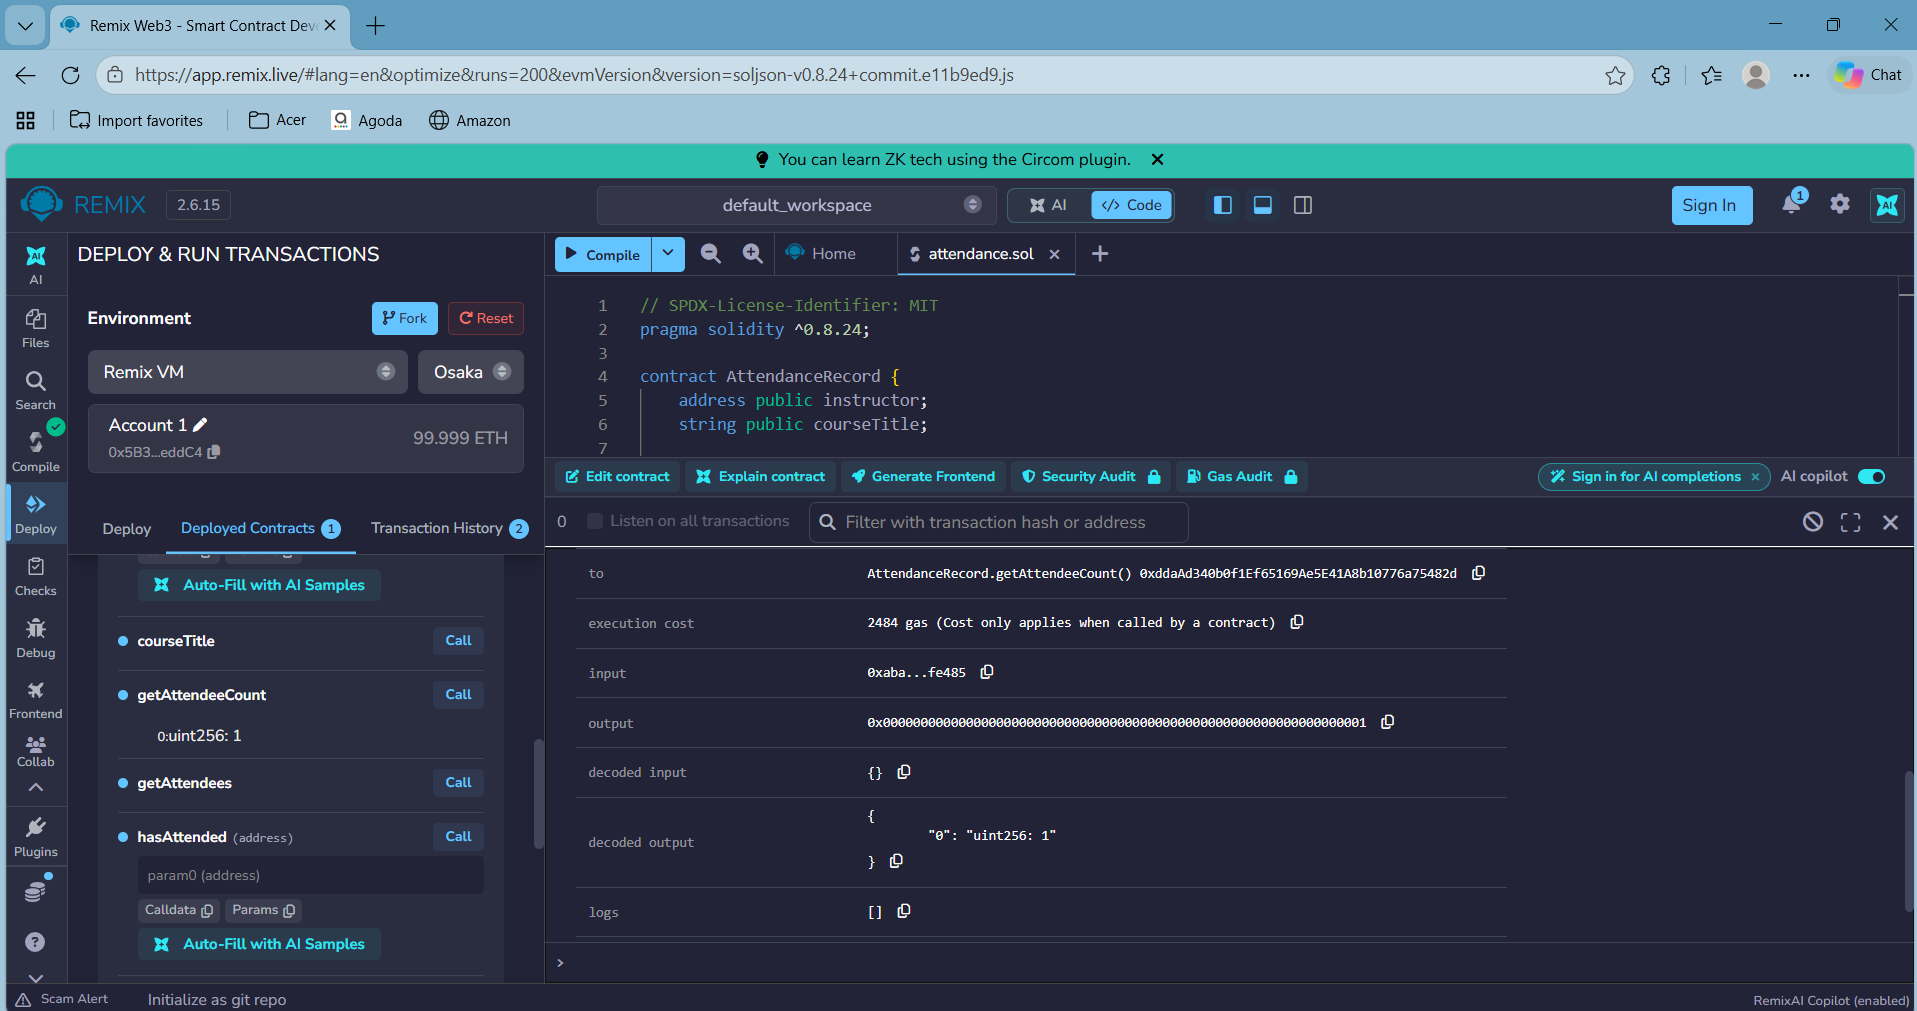 Remix Web3 - Smart Contract Dev
https://app.remix.live/#lang=en&optimize&runs=200&evmVersion&version=soljson-v0.8.24+commit.e11b9ed9.js
Chat
Import favorites
Acer
Agoda
Amazon
You can learn ZK tech using the Circom plugin.
REMIX
2.6.15
default_workspace
AI
</> Code
Sign In
1
AI
AI
AI
Files
Search
Compile
Deploy
Checks
Debug
Frontend
Collab
Plugins
DEPLOY & RUN TRANSACTIONS
Environment
Fork
Reset
Remix VM
Osaka
Account 1
0x5B3...eddC4
99.999 ETH
Deploy
Deployed Contracts 1
Transaction History 2
Auto-Fill with AI Samples
courseTitle
Call
getAttendeeCount
Call
0:uint256: 1
getAttendees
Call
hasAttended (address)
Call
param0 (address)
Calldata
Params
Auto-Fill with AI Samples
Compile
Home
attendance.sol
1 // SPDX-License-Identifier: MIT
2 pragma solidity ^0.8.24;
3
4 contract AttendanceRecord {
5 address public instructor;
6 string public courseTitle;
7
Edit contract
Explain contract
Generate Frontend
Security Audit
Gas Audit
Sign in for AI completions ×
AI copilot
0
Listen on all transactions
Filter with transaction hash or address
to AttendanceRecord.getAttendeeCount() 0xddaAd340b0f1Ef65169Ae5E41A8b10776a75482d
execution cost 2484 gas (Cost only applies when called by a contract)
input 0xaba...fe485
output 0x0000000000000000000000000000000000000000000000000000000000000001
decoded input {}
decoded output {
"0": "uint256: 1"
}
logs []
>
Scam Alert
Initialize as git repo
RemixAI Copilot (enabled)